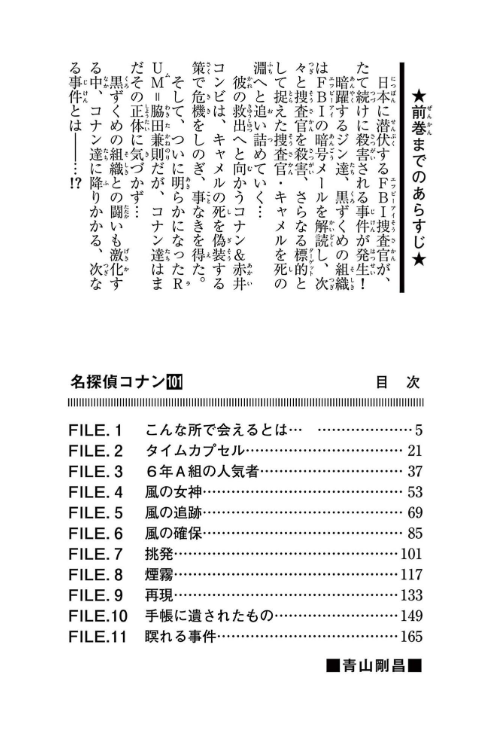 ★前巻までのあらすじ★
日本に潜伏するFBI捜査官が、
たて続けに殺害される事件が発生!
暗躍するジン達、黒ずくめの組織
はFBIの暗号メールを解読し、次
々と捜査官を殺害、さらなる標的と
して捉えた捜査官・キャメルを死の
淵へと追い詰めていく…
彼の救出へと向かうコナン&赤井
コンビは、キャメルの死を偽装する
策で危機をしのぎ、事なきを得た。
そして、ついに明らかになったR
UM=脇田兼則だが、コナン達はま
だその正体に気づかず…
黒ずくめの組織との闘いも激化す
る中、コナン達に降りかかる、次な
る事件とは――…!?
名探偵コナン101 目 次
FILE. 1 こんな所で会えるとは… ………………5
FILE. 2 タイムカプセル……………………………21
FILE. 3 6年A組の人気者…………………………37
FILE. 4 風の女神……………………………………53
FILE. 5 風の追跡……………………………………69
FILE. 6 風の確保……………………………………85
FILE. 7 挑発…………………………………………101
FILE. 8 煙霧…………………………………………117
FILE. 9 再現…………………………………………133
FILE.10 手帳に遺されたもの………………………149
FILE.11 瞑れる事件…………………………………165
■青山剛昌■